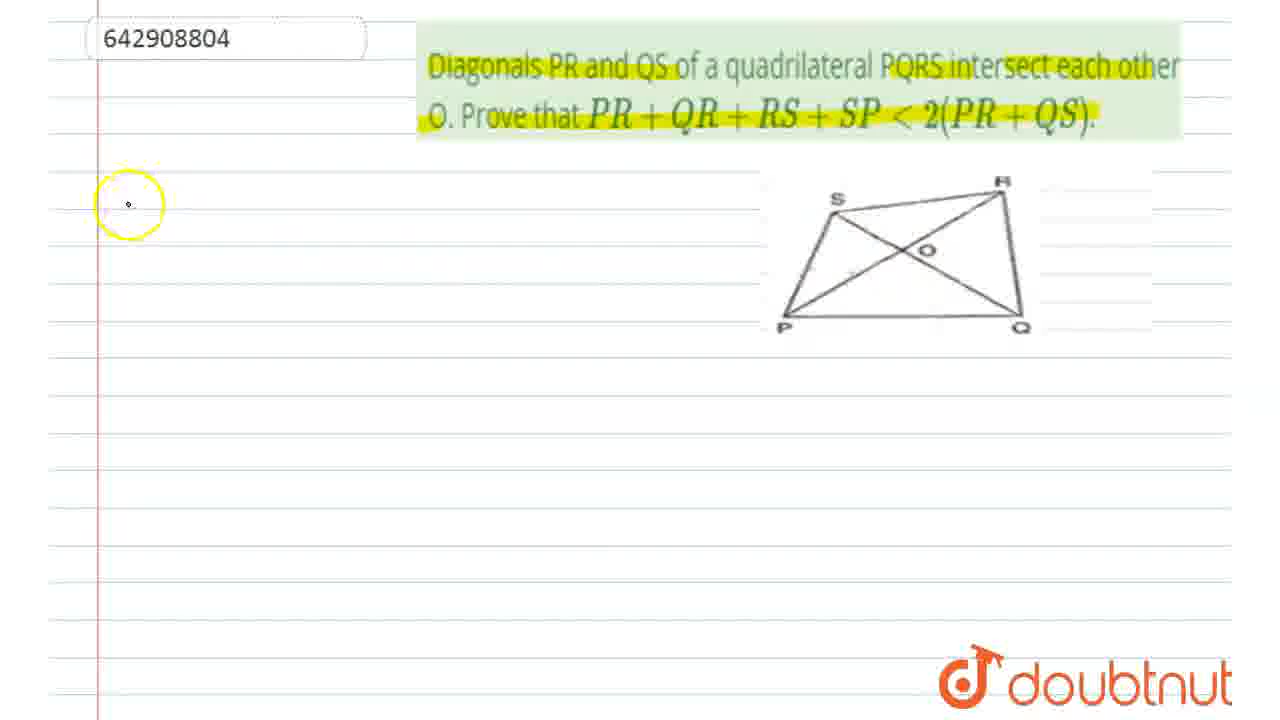 642908804
Diagonals PR and QS of a quadrilateral PQRS intersect each other
O. Prove that PR + QR + RS + SP < 2(PR + QS).
R
S
O
P
Q
doubtnut